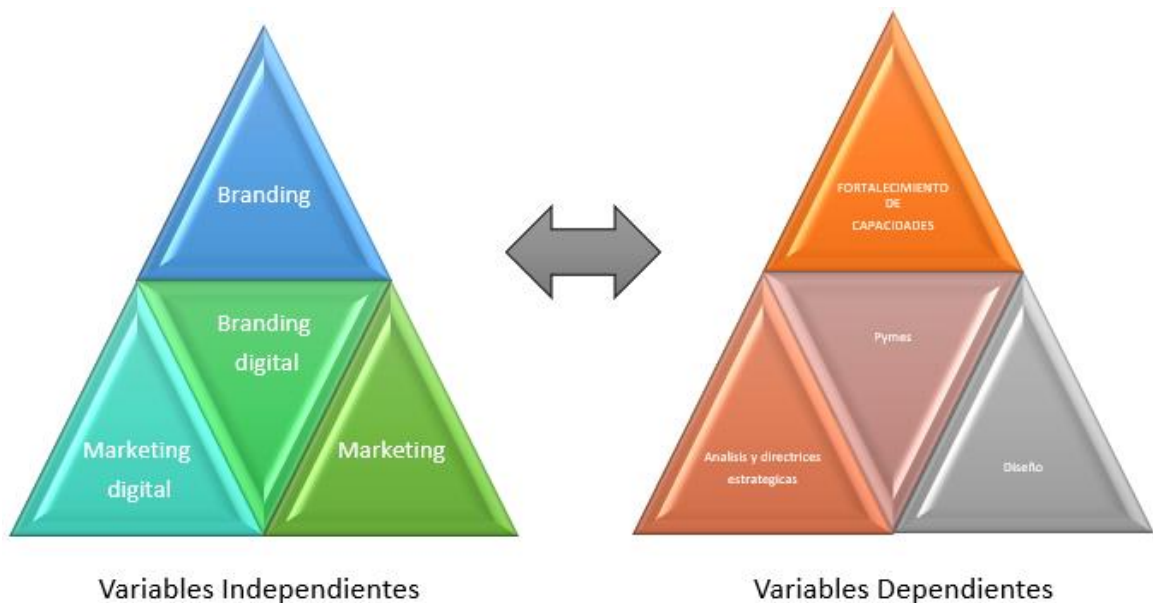 Branding
Branding
digital
Marketing
digital
Marketing
Variables Independientes
FORTALECIMIENTO
DE
CAPACIDADES
Pymes
Analisis y directrices
estrategicas
Diseño
Variables Dependientes